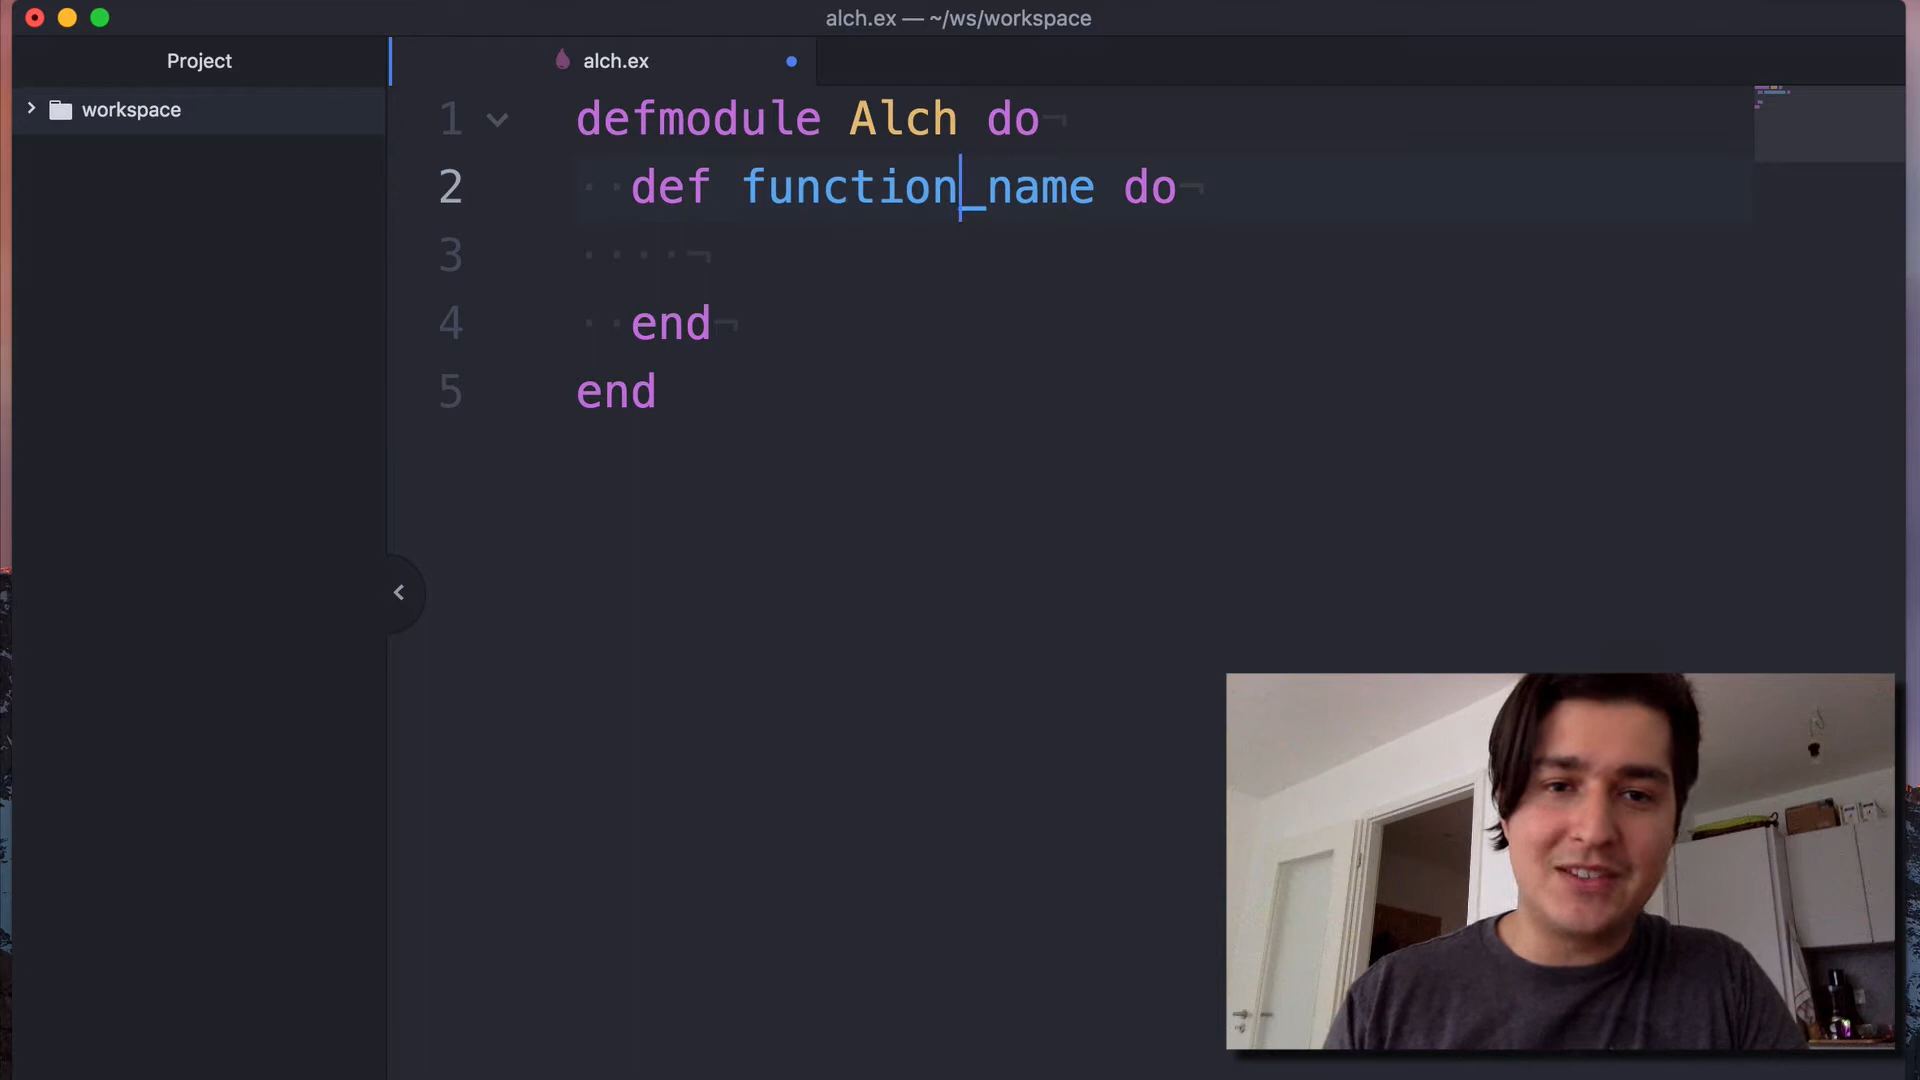 alch.ex — ~/ws/workspace
Project
alch.ex
workspace
1 defmodule Alch do¬
2 ··def function_name do¬
3 ····¬
4 ··end¬
5 end